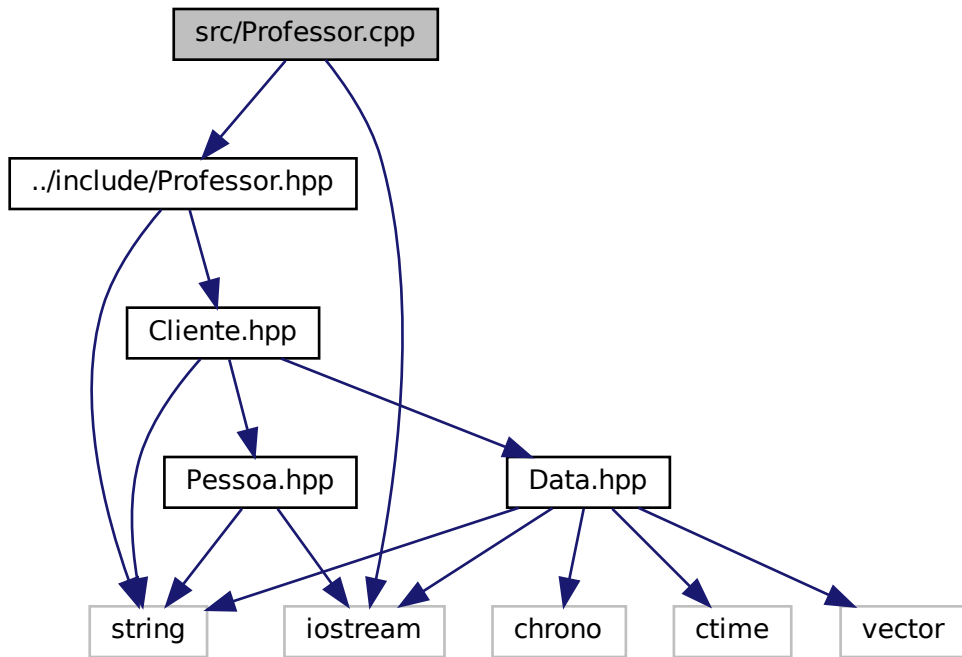 src/Professor.cpp
../include/Professor.hpp
Cliente.hpp
Pessoa.hpp
Data.hpp
string
iostream
chrono
ctime
vector